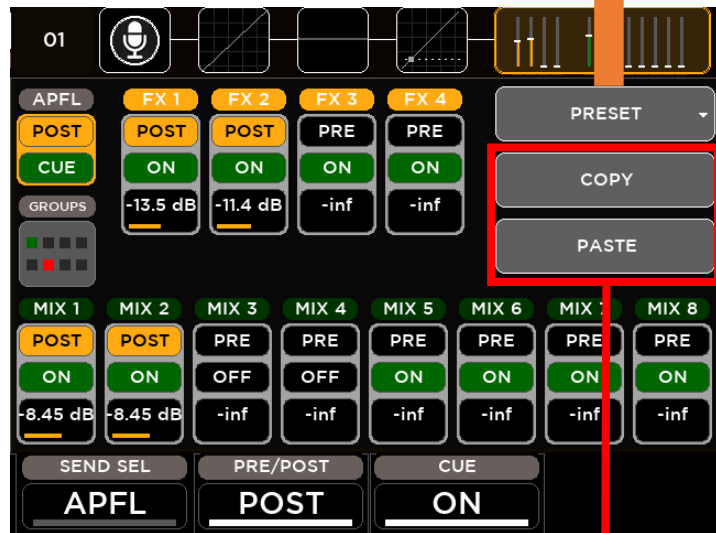 01
APFL FX 1 FX 2 FX 3 FX 4
PRESET
POST POST POST PRE PRE
CUE ON ON ON ON
COPY
GROUPS -13.5 dB -11.4 dB -inf -inf
PASTE
MIX 1 MIX 2 MIX 3 MIX 4 MIX 5 MIX 6 MIX 7 MIX 8
POST POST PRE PRE PRE PRE PRE PRE
ON ON OFF OFF ON ON ON ON
-8.45 dB -8.45 dB -inf -inf -inf -inf -inf -inf
SEND SEL PRE/POST CUE
APFL POST ON